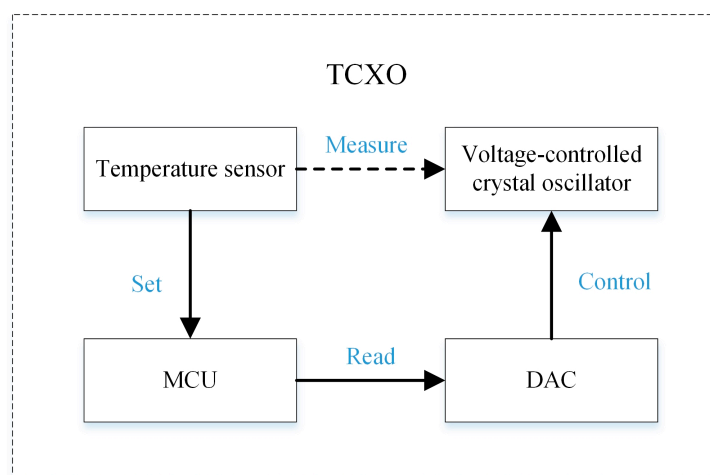 TCXO
Temperature sensor
Measure
Voltage-controlled
crystal oscillator
Set
Control
MCU
Read
DAC